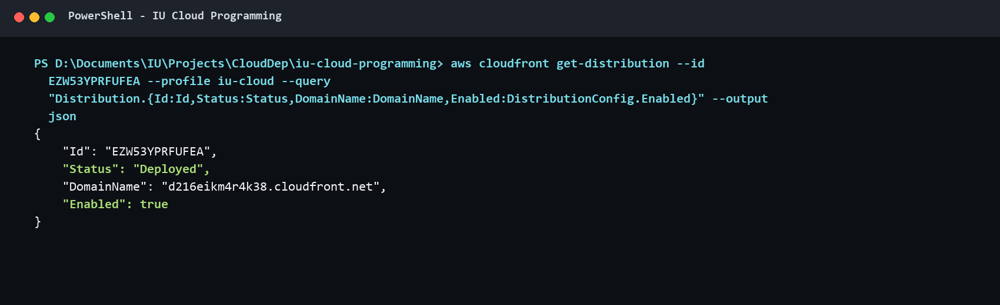 PowerShell - IU Cloud Programming
PS D:\Documents\IU\Projects\CloudDep\iu-cloud-programming> aws cloudfront get-distribution --id
EZW53YPRFUFEA --profile iu-cloud --query
"Distribution.{Id:Id,Status:Status,DomainName:DomainName,Enabled:DistributionConfig.Enabled}" --output
json
{
"Id": "EZW53YPRFUFEA",
"Status": "Deployed",
"DomainName": "d216eikm4r4k38.cloudfront.net",
"Enabled": true
}